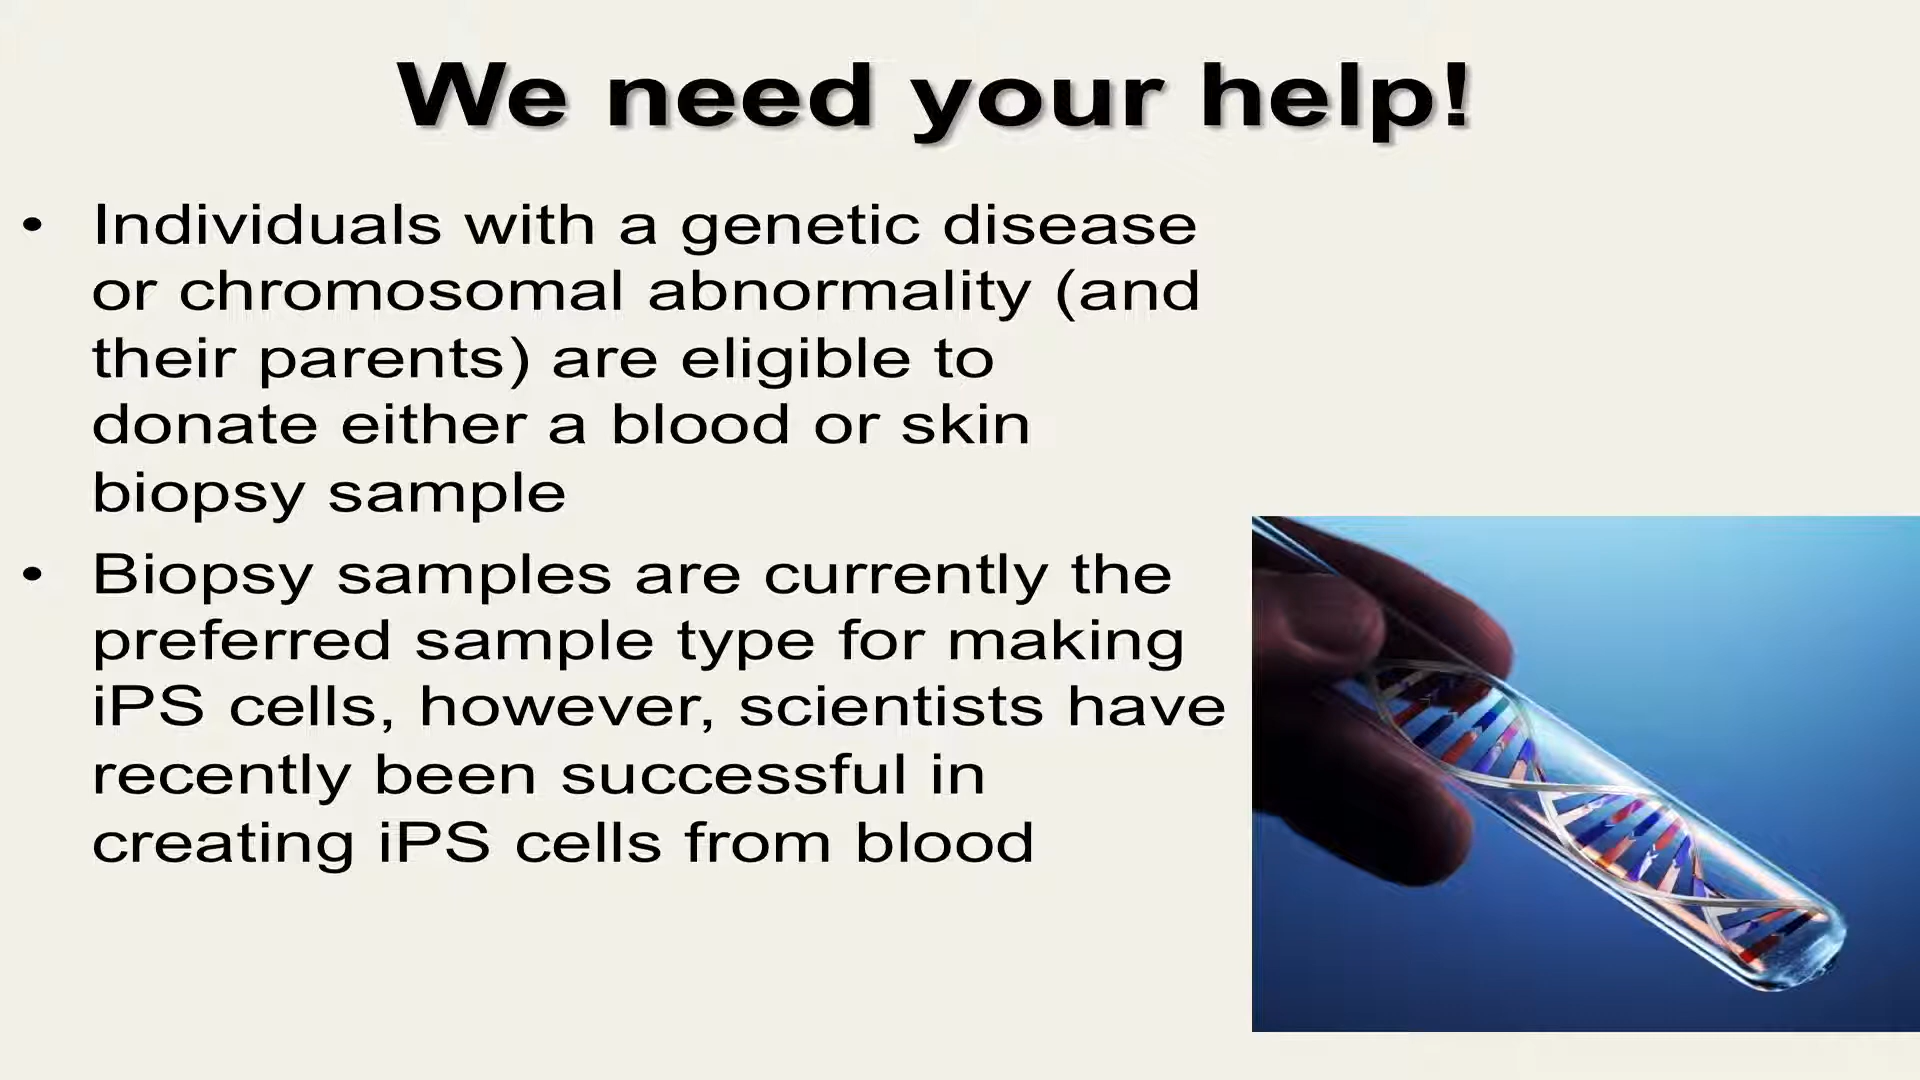 We need your help!
• Individuals with a genetic disease
or chromosomal abnormality (and
their parents) are eligible to
donate either a blood or skin
biopsy sample
• Biopsy samples are currently the
preferred sample type for making
iPS cells, however, scientists have
recently been successful in
creating iPS cells from blood